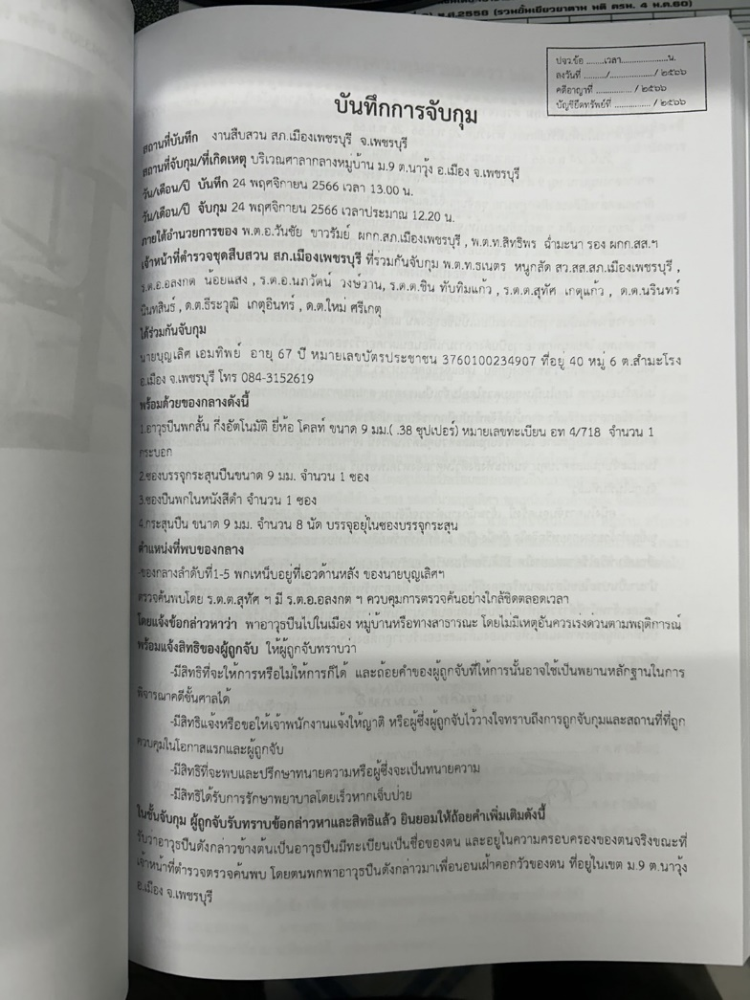 พ.ศ.2558 (รวมอื่นเยียวยาตาม มติ ครม. 4 พ.ค.60)
ปจว.ข้อ ........เวลา....................น.
ลงวันที่ ........./................../ ๒๕๖๖
คดีอาญาที่ ............... / ๒๕๖๖
บัญชียึดทรัพย์ที่ ............... / ๒๕๖๖
บันทึกการจับกุม
สถานที่บันทึก งานสืบสวน สภ.เมืองเพชรบุรี จ.เพชรบุรี
สถานที่จับกุม/ที่เกิดเหตุ บริเวณศาลากลางหมู่บ้าน ม.9 ต.นาวุ้ง อ.เมือง จ.เพชรบุรี
วัน/เดือน/ปี บันทึก 24 พฤศจิกายน 2566 เวลา 13.00 น.
วัน/เดือน/ปี จับกุม 24 พฤศจิกายน 2566 เวลาประมาณ 12.20 น.
ภายใต้อำนวยการของ พ.ต.อ.วันชัย ขาวรัมย์ ผกก.สภ.เมืองเพชรบุรี , พ.ต.ท.สิทธิพร ฉ่ำมะนา รอง ผกก.สส.ฯ
เจ้าหน้าที่ตำรวจชุดสืบสวน สภ.เมืองเพชรบุรี ที่ร่วมกันจับกุม พ.ต.ท.ธเนตร หนูกลัด สว.สส.สภ.เมืองเพชรบุรี ,
ร.ต.อ.อลงกต น้อยแสง , ร.ต.อ.นภวัตน์ วงษ์วาน, ร.ต.ต.ชิน ทับทิมแก้ว , ร.ต.ต.สุทัศ เกตุแก้ว , ด.ต.นรินทร์
นินทสินธ์ , ด.ต.ธีระวุฒิ เกตุอินทร์ , ด.ต.ใหม่ ศรีเกตุ
ได้ร่วมกันจับกุม
นายบุญเลิศ เอมทิพย์ อายุ 67 ปี หมายเลขบัตรประชาชน 3760100234907 ที่อยู่ 40 หมู่ 6 ต.สำมะโรง
อ.เมือง จ.เพชรบุรี โทร 084-3152619
พร้อมด้วยของกลางดังนี้
1.อาวุธปืนพกสั้น กึ่งอัตโนมัติ ยี่ห้อ โคลท์ ขนาด 9 มม.( .38 ซุปเปอร์) หมายเลขทะเบียน อท 4/718 จำนวน 1
กระบอก
2.ซองบรรจุกระสุนปืนขนาด 9 มม. จำนวน 1 ซอง
3.ซองปืนพกในหนังสีดำ จำนวน 1 ซอง
4.กระสุนปืน ขนาด 9 มม. จำนวน 8 นัด บรรจุอยู่ในซองบรรจุกระสุน
ตำแหน่งที่พบของกลาง
-ของกลางลำดับที่1-5 พกเหน็บอยู่ที่เอวด้านหลัง ของนายบุญเลิศฯ
ตรวจค้นพบโดย ร.ต.ต.สุทัศ ฯ มี ร.ต.อ.อลงกต ฯ ควบคุมการตรวจค้นอย่างใกล้ชิดตลอดเวลา
โดยแจ้งข้อกล่าวหาว่า พาอาวุธปืนไปในเมือง หมู่บ้านหรือทางสาธารณะ โดยไม่มีเหตุอันควรเร่งด่วนตามพฤติการณ์
พร้อมแจ้งสิทธิของผู้ถูกจับ ให้ผู้ถูกจับทราบว่า
-มีสิทธิที่จะให้การหรือไม่ให้การก็ได้ และถ้อยคำของผู้ถูกจับที่ให้การนั้นอาจใช้เป็นพยานหลักฐานในการ
พิจารณาคดีชั้นศาลได้
-มีสิทธิแจ้งหรือขอให้เจ้าพนักงานแจ้งให้ญาติ หรือผู้ซึ่งผู้ถูกจับไว้วางใจทราบถึงการถูกจับกุมและสถานที่ที่ถูก
ควบคุมในโอกาสแรกและผู้ถูกจับ
-มีสิทธิที่จะพบและปรึกษาทนายความหรือผู้ซึ่งจะเป็นทนายความ
-มีสิทธิได้รับการรักษาพยาบาลโดยเร็วหากเจ็บป่วย
ในชั้นจับกุม ผู้ถูกจับรับทราบข้อกล่าวหาและสิทธิแล้ว ยินยอมให้ถ้อยคำเพิ่มเติมดังนี้
รับว่าอาวุธปืนดังกล่าวข้างต้นเป็นอาวุธปืนมีทะเบียนเป็นชื่อของตน และอยู่ในความครอบครองของตนจริงขณะที่
เจ้าหน้าที่ตำรวจตรวจค้นพบ โดยตนพกพาอาวุธปืนดังกล่าวมาเพื่อนอนเฝ้าคอกวัวของตน ที่อยู่ในเขต ม.9 ต.นาวุ้ง
อ.เมือง จ.เพชรบุรี